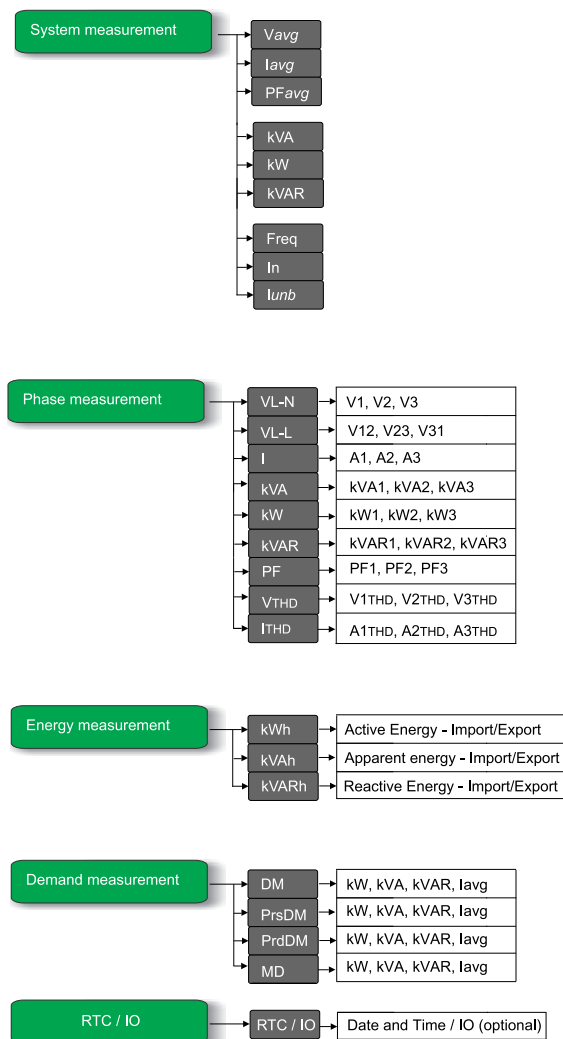 System measurement
Vavg
Iavg
PFavg
kVA
kW
kVAR
Freq
In
Iunb
Phase measurement
VL-N V1, V2, V3
VL-L V12, V23, V31
I A1, A2, A3
kVA kVA1, kVA2, kVA3
kW kW1, kW2, kW3
kVAR kVAR1, kVAR2, kVAR3
PF PF1, PF2, PF3
VTHD V1THD, V2THD, V3THD
ITHD A1THD, A2THD, A3THD
Energy measurement
kWh Active Energy - Import/Export
kVAh Apparent energy - Import/Export
kVARh Reactive Energy - Import/Export
Demand measurement
DM kW, kVA, kVAR, Iavg
PrsDM kW, kVA, kVAR, Iavg
PrdDM kW, kVA, kVAR, Iavg
MD kW, kVA, kVAR, Iavg
RTC / IO RTC / IO Date and Time / IO (optional)